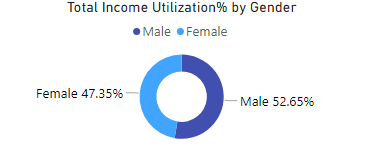 Total Income Utilization% by Gender
Male Female
Female 47.35%
Male 52.65%